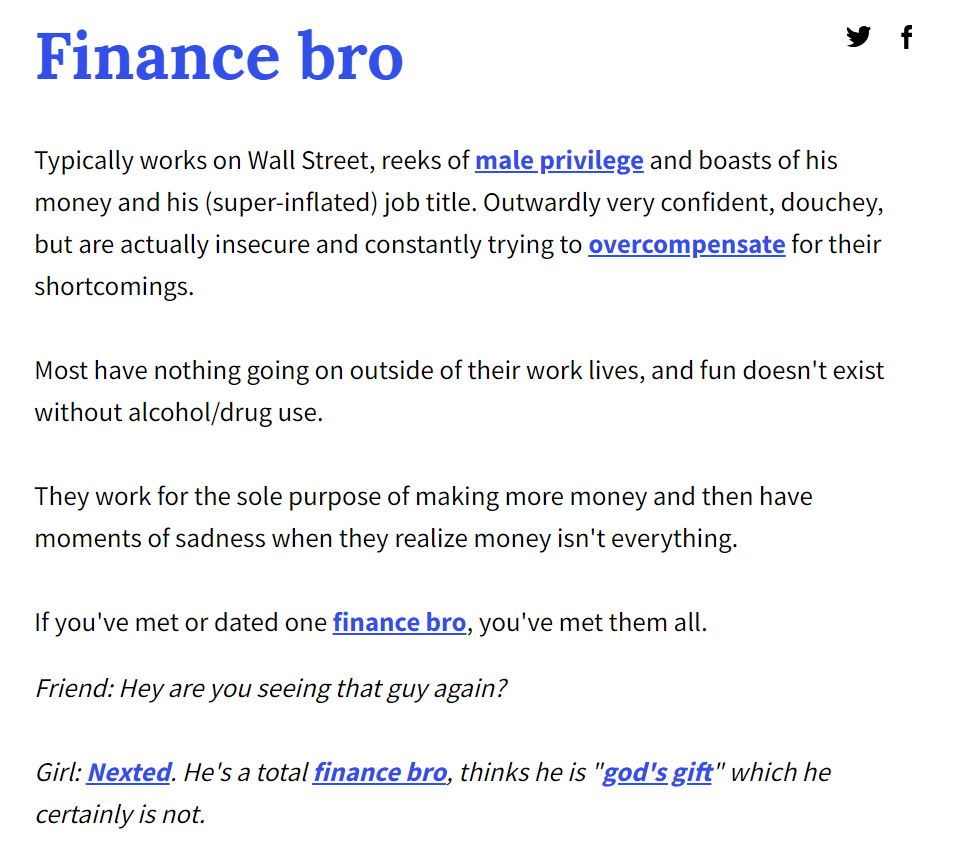 Finance bro
Typically works on Wall Street, reeks of male privilege and boasts of his
money and his (super-inflated) job title. Outwardly very confident, douchey,
but are actually insecure and constantly trying to overcompensate for their
shortcomings.
Most have nothing going on outside of their work lives, and fun doesn't exist
without alcohol/drug use.
They work for the sole purpose of making more money and then have
moments of sadness when they realize money isn't everything.
If you've met or dated one finance bro, you've met them all.
Friend: Hey are you seeing that guy again?
Girl: Nexted. He's a total finance bro, thinks he is "god's gift" which he
certainly is not.